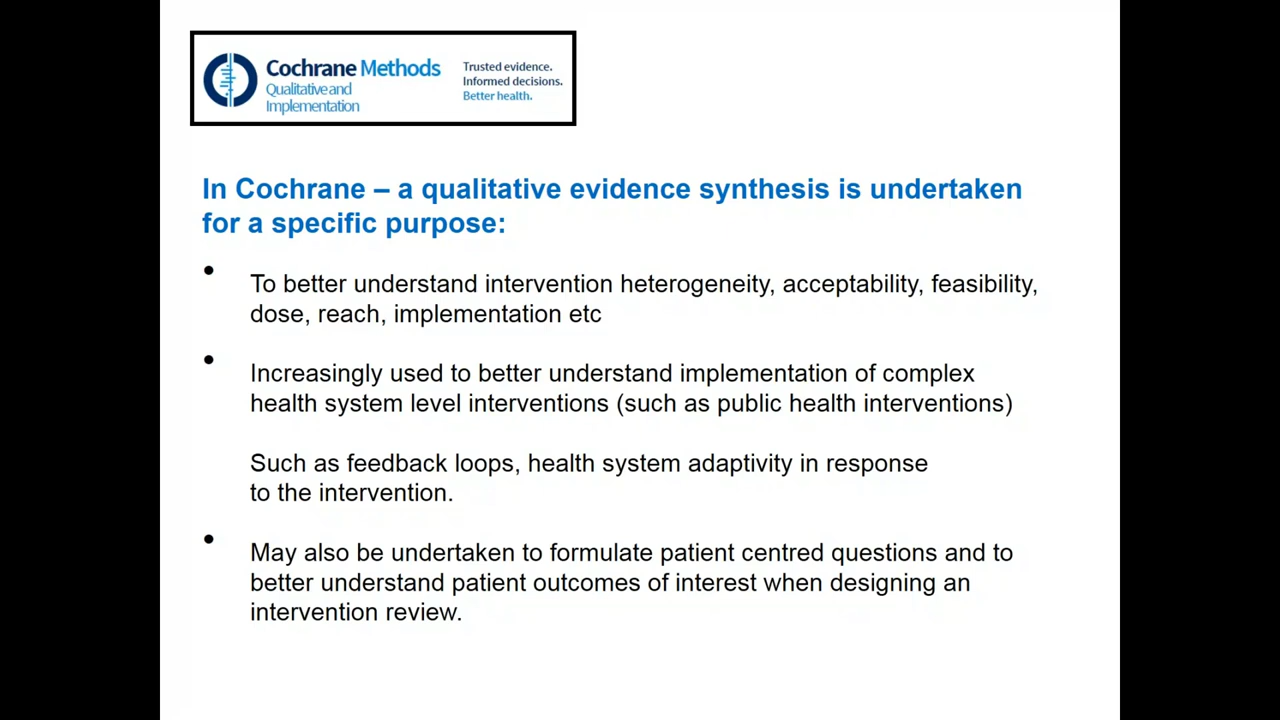 Cochrane Methods
Qualitative and
Implementation
Trusted evidence.
Informed decisions.
Better health.
In Cochrane – a qualitative evidence synthesis is undertaken
for a specific purpose:
• To better understand intervention heterogeneity, acceptability, feasibility,
dose, reach, implementation etc
• Increasingly used to better understand implementation of complex
health system level interventions (such as public health interventions)
Such as feedback loops, health system adaptivity in response
to the intervention.
• May also be undertaken to formulate patient centred questions and to
better understand patient outcomes of interest when designing an
intervention review.